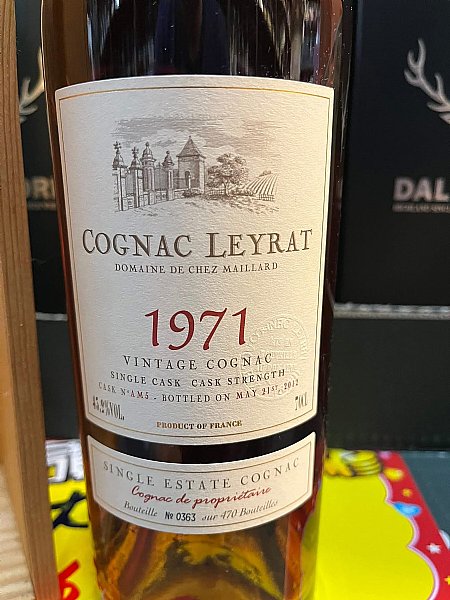 COGNAC LEYRAT
DOMAINE DE CHEZ MAILLARD
1971
VINTAGE COGNAC
SINGLE CASK CASK STRENGTH
CASK N°AM5 - BOTTLED ON MAY 21ST, 2012
45.9%VOL. 70CL
PRODUCT OF FRANCE
SINGLE ESTATE COGNAC
Cognac de propriétaire
Bouteille № 0363 sur 470 Bouteilles
DAL